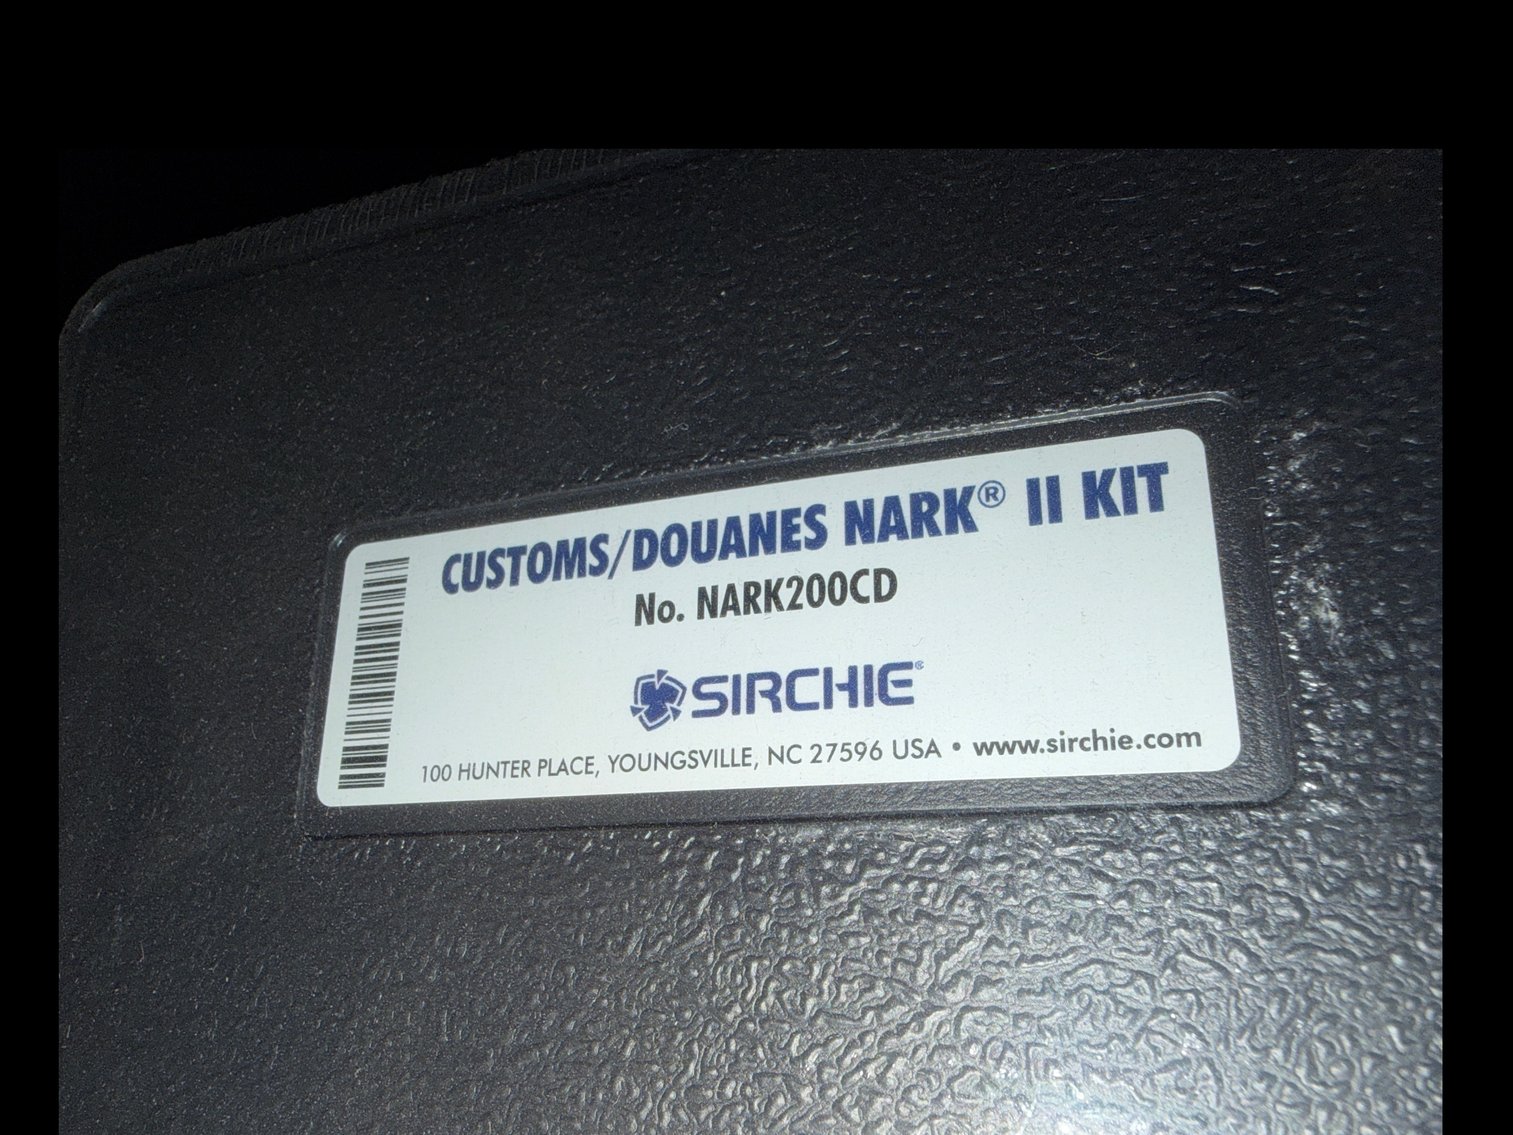 CUSTOMS/DOUANES NARK® II KIT
No. NARK200CD
SIRCHIE®
100 HUNTER PLACE, YOUNGSVILLE, NC 27596 USA • www.sirchie.com